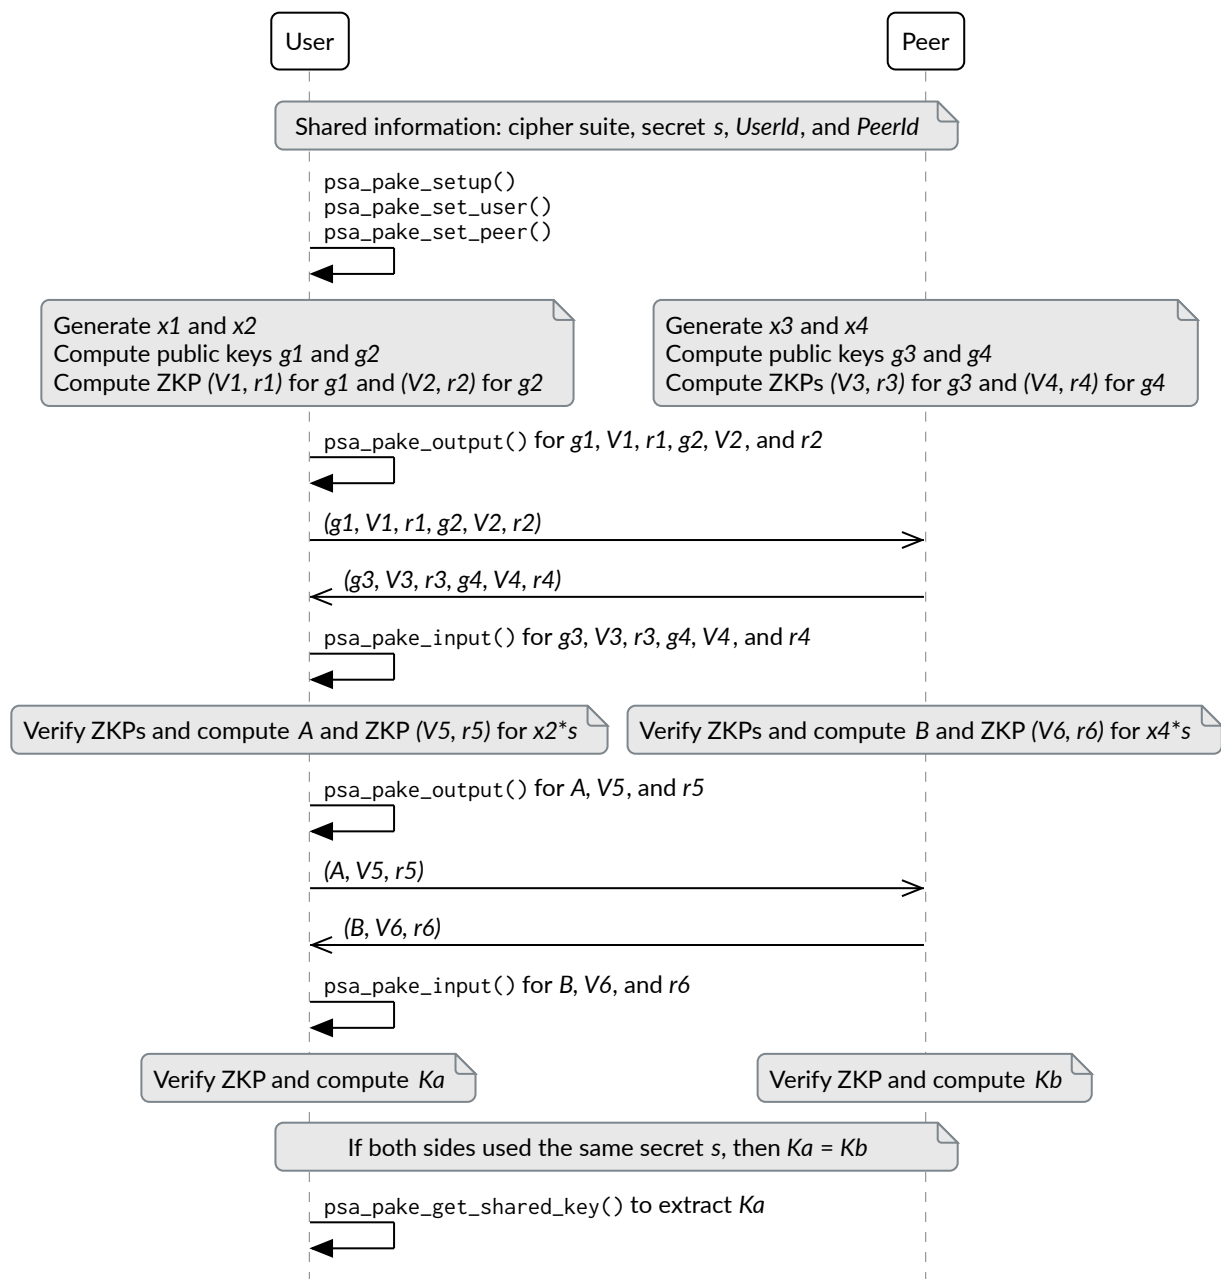 User
Peer
Shared information: cipher suite, secret s, UserId, and PeerId
psa_pake_setup()
psa_pake_set_user()
psa_pake_set_peer()
Generate x1 and x2
Compute public keys g1 and g2
Compute ZKP (V1, r1) for g1 and (V2, r2) for g2
Generate x3 and x4
Compute public keys g3 and g4
Compute ZKPs (V3, r3) for g3 and (V4, r4) for g4
psa_pake_output() for g1, V1, r1, g2, V2, and r2
(g1, V1, r1, g2, V2, r2)
(g3, V3, r3, g4, V4, r4)
psa_pake_input() for g3, V3, r3, g4, V4, and r4
Verify ZKPs and compute A and ZKP (V5, r5) for x2*s
Verify ZKPs and compute B and ZKP (V6, r6) for x4*s
psa_pake_output() for A, V5, and r5
(A, V5, r5)
(B, V6, r6)
psa_pake_input() for B, V6, and r6
Verify ZKP and compute Ka
Verify ZKP and compute Kb
If both sides used the same secret s, then Ka = Kb
psa_pake_get_shared_key() to extract Ka